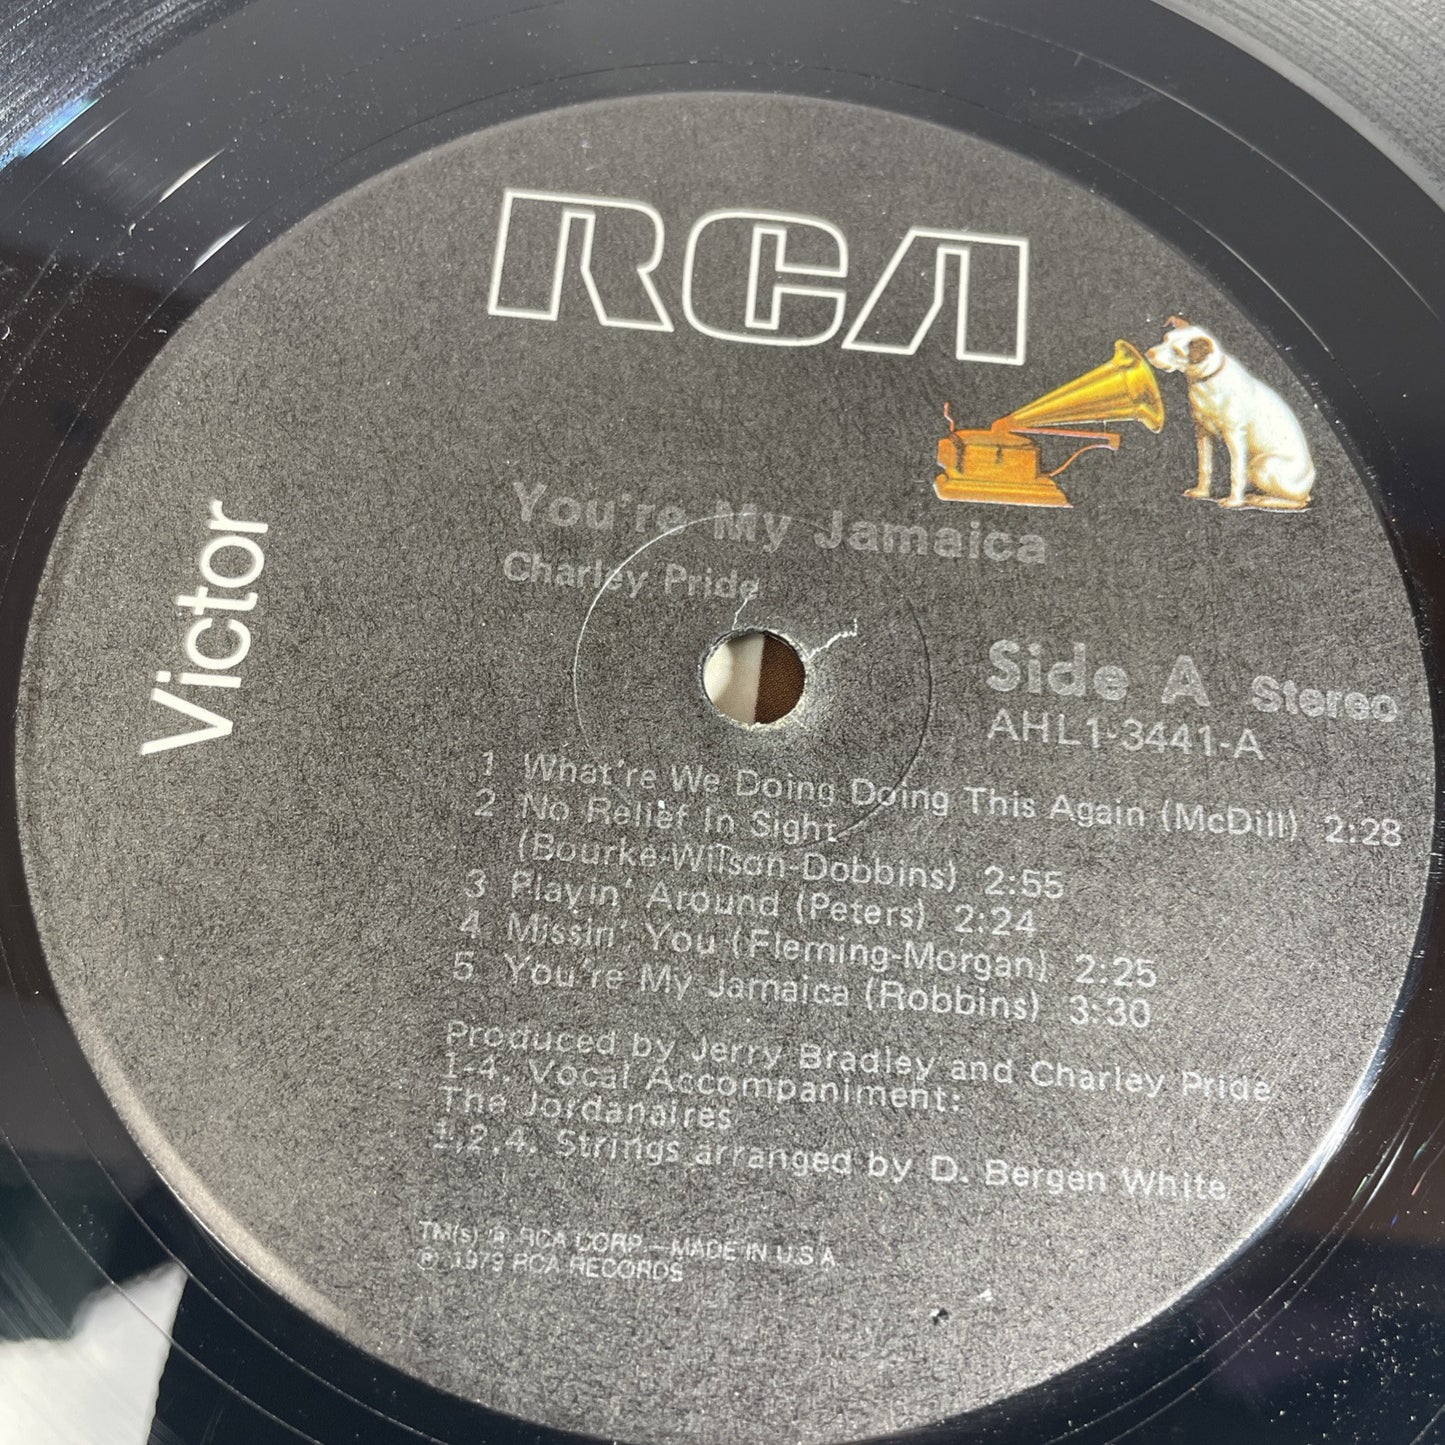 RCA
Victor
You're My Jamaica
Charley Pride
Side A Stereo
AHL1-3441-A
1 What're We Doing Doing This Again (McDill) 2:28
2 No Relief In Sight
(Bourke-Wilson-Dobbins) 2:55
3 Playin' Around (Peters) 2:24
4 Missin' You (Fleming-Morgan) 2:25
5 You're My Jamaica (Robbins) 3:30
Produced by Jerry Bradley and Charley Pride
1-4. Vocal Accompaniment:
The Jordanaires
1,2,4. Strings arranged by D. Bergen White
TM(s) ® RCA CORP.—MADE IN U.S.A.
℗ 1979 RCA RECORDS